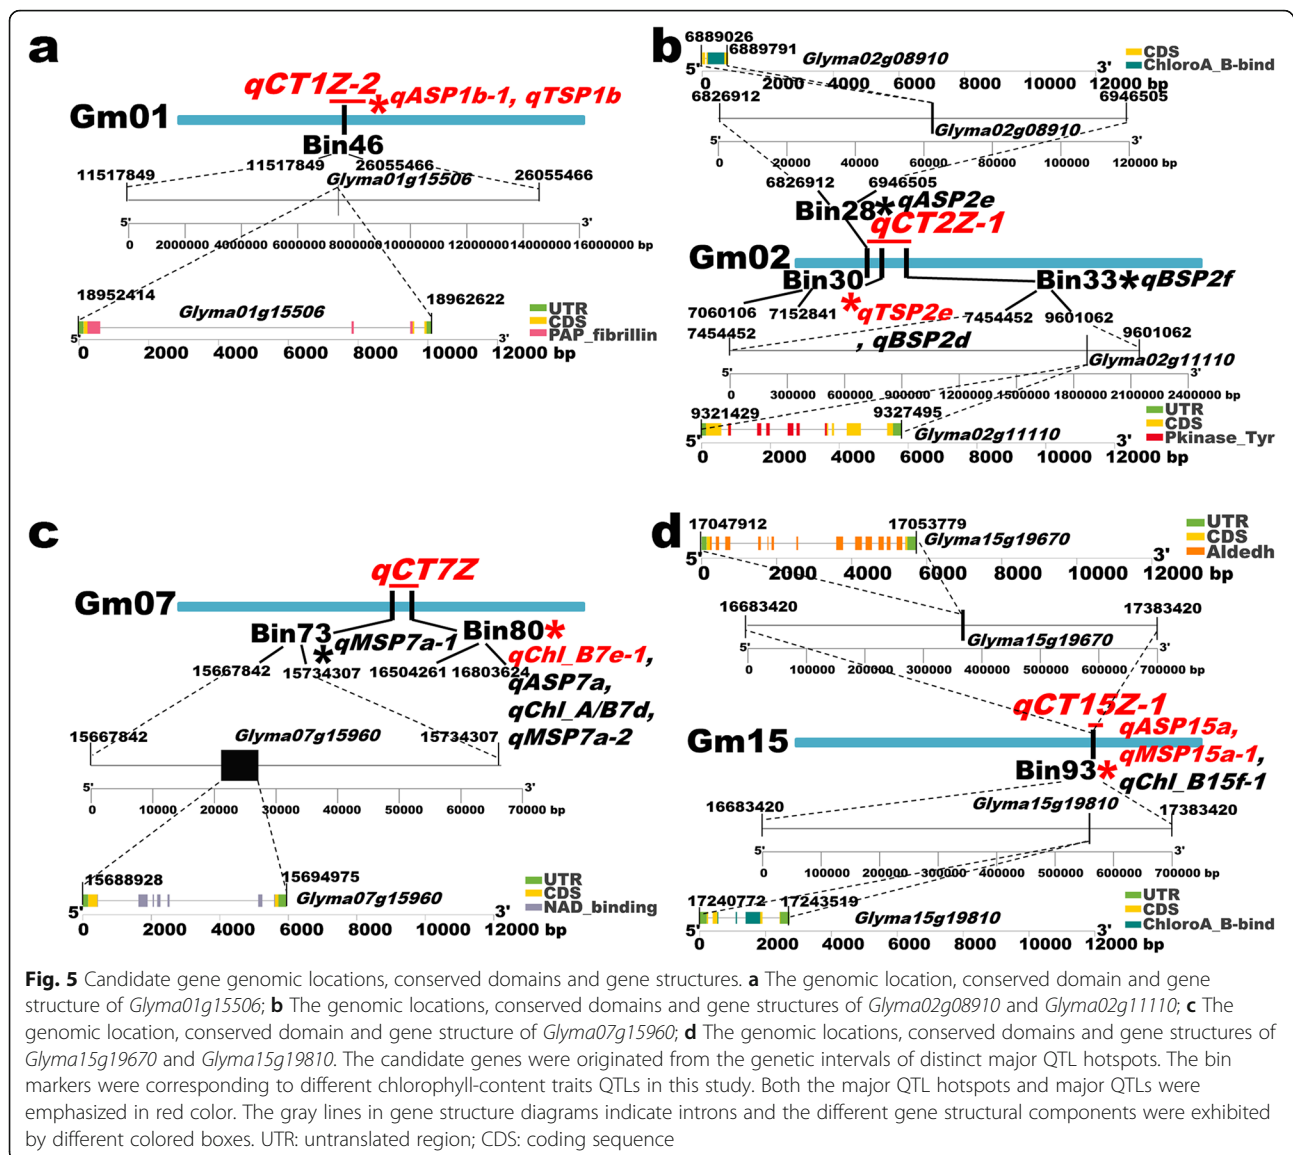 a
qCT1Z-2
* qASP1b-1, qTSP1b
Gm01
Bin46
11517849 26055466
11517849 Glyma01g15506 26055466
5' 3'
0 2000000 4000000 6000000 8000000 10000000 12000000 14000000 16000000 bp
18952414 Glyma01g15506 18962622
UTR
CDS
PAP_fibrillin
5' 3'
0 2000 4000 6000 8000 10000 12000 bp
b
6889026
6889791 Glyma02g08910
CDS
ChloroA_B-bind
5' 3'
0 2000 4000 6000 8000 10000 12000 bp
6826912 6946505
Glyma02g08910
5' 3'
0 20000 40000 60000 80000 100000 120000 bp
6826912 6946505
Bin28* qASP2e
qCT2Z-1
Gm02
Bin30 Bin33* qBSP2f
7060106 7152841 * qTSP2e 7454452 9601062
, qBSP2d
7454452 9601062
Glyma02g11110
5' 3'
0 300000 600000 900000 1200000 1500000 1800000 2100000 2400000 bp
9321429 9327495
Glyma02g11110
UTR
CDS
Pkinase_Tyr
5' 3'
0 2000 4000 6000 8000 10000 12000 bp
c
qCT7Z
Gm07
Bin73 * qMSP7a-1 Bin80*
qChl_B7e-1,
qASP7a,
qChl_A/B7d,
qMSP7a-2
15667842 15734307 16504261 16803624
15667842 Glyma07g15960 15734307
5' 3'
0 10000 20000 30000 40000 50000 60000 70000 bp
15688928 15694975
Glyma07g15960
UTR
CDS
NAD_binding
5' 3'
0 2000 4000 6000 8000 10000 12000 bp
d
17047912 17053779
Glyma15g19670
UTR
CDS
Aldedh
5' 3'
0 2000 4000 6000 8000 10000 12000 bp
16683420 17383420
Glyma15g19670
5' 3'
0 100000 200000 300000 400000 500000 600000 700000 bp
qCT15Z-1
Gm15
qASP15a,
qMSP15a-1,
qChl_B15f-1
Bin93*
16683420 Glyma15g19810 17383420
5' 3'
0 100000 200000 300000 400000 500000 600000 700000 bp
17240772 17243519
Glyma15g19810
UTR
CDS
ChloroA_B-bind
5' 3'
0 2000 4000 6000 8000 10000 12000 bp
Fig. 5 Candidate gene genomic locations, conserved domains and gene structures. a The genomic location, conserved domain and gene
structure of Glyma01g15506; b The genomic locations, conserved domains and gene structures of Glyma02g08910 and Glyma02g11110; c The
genomic location, conserved domain and gene structure of Glyma07g15960; d The genomic locations, conserved domains and gene structures of
Glyma15g19670 and Glyma15g19810. The candidate genes were originated from the genetic intervals of distinct major QTL hotspots. The bin
markers were corresponding to different chlorophyll-content traits QTLs in this study. Both the major QTL hotspots and major QTLs were
emphasized in red color. The gray lines in gene structure diagrams indicate introns and the different gene structural components were exhibited
by different colored boxes. UTR: untranslated region; CDS: coding sequence